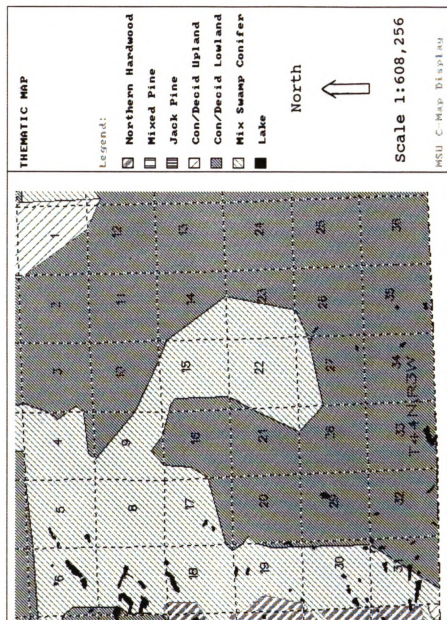 THEMATIC MAP
Legend:
Northern Hardwood
Mixed Pine
Jack Pine
Con/Decid Upland
Con/Decid Lowland
Mix Swamp Conifer
Lake
North
Scale 1:608,256
MSU C-Map Display
6 5 4 3 2 1
8 9 10 11 12
18 17 16 15 14 13
19 20 21 22 23 24
30 29 28 27 26 25
31 32 33 34 35 36
T44N,R3W